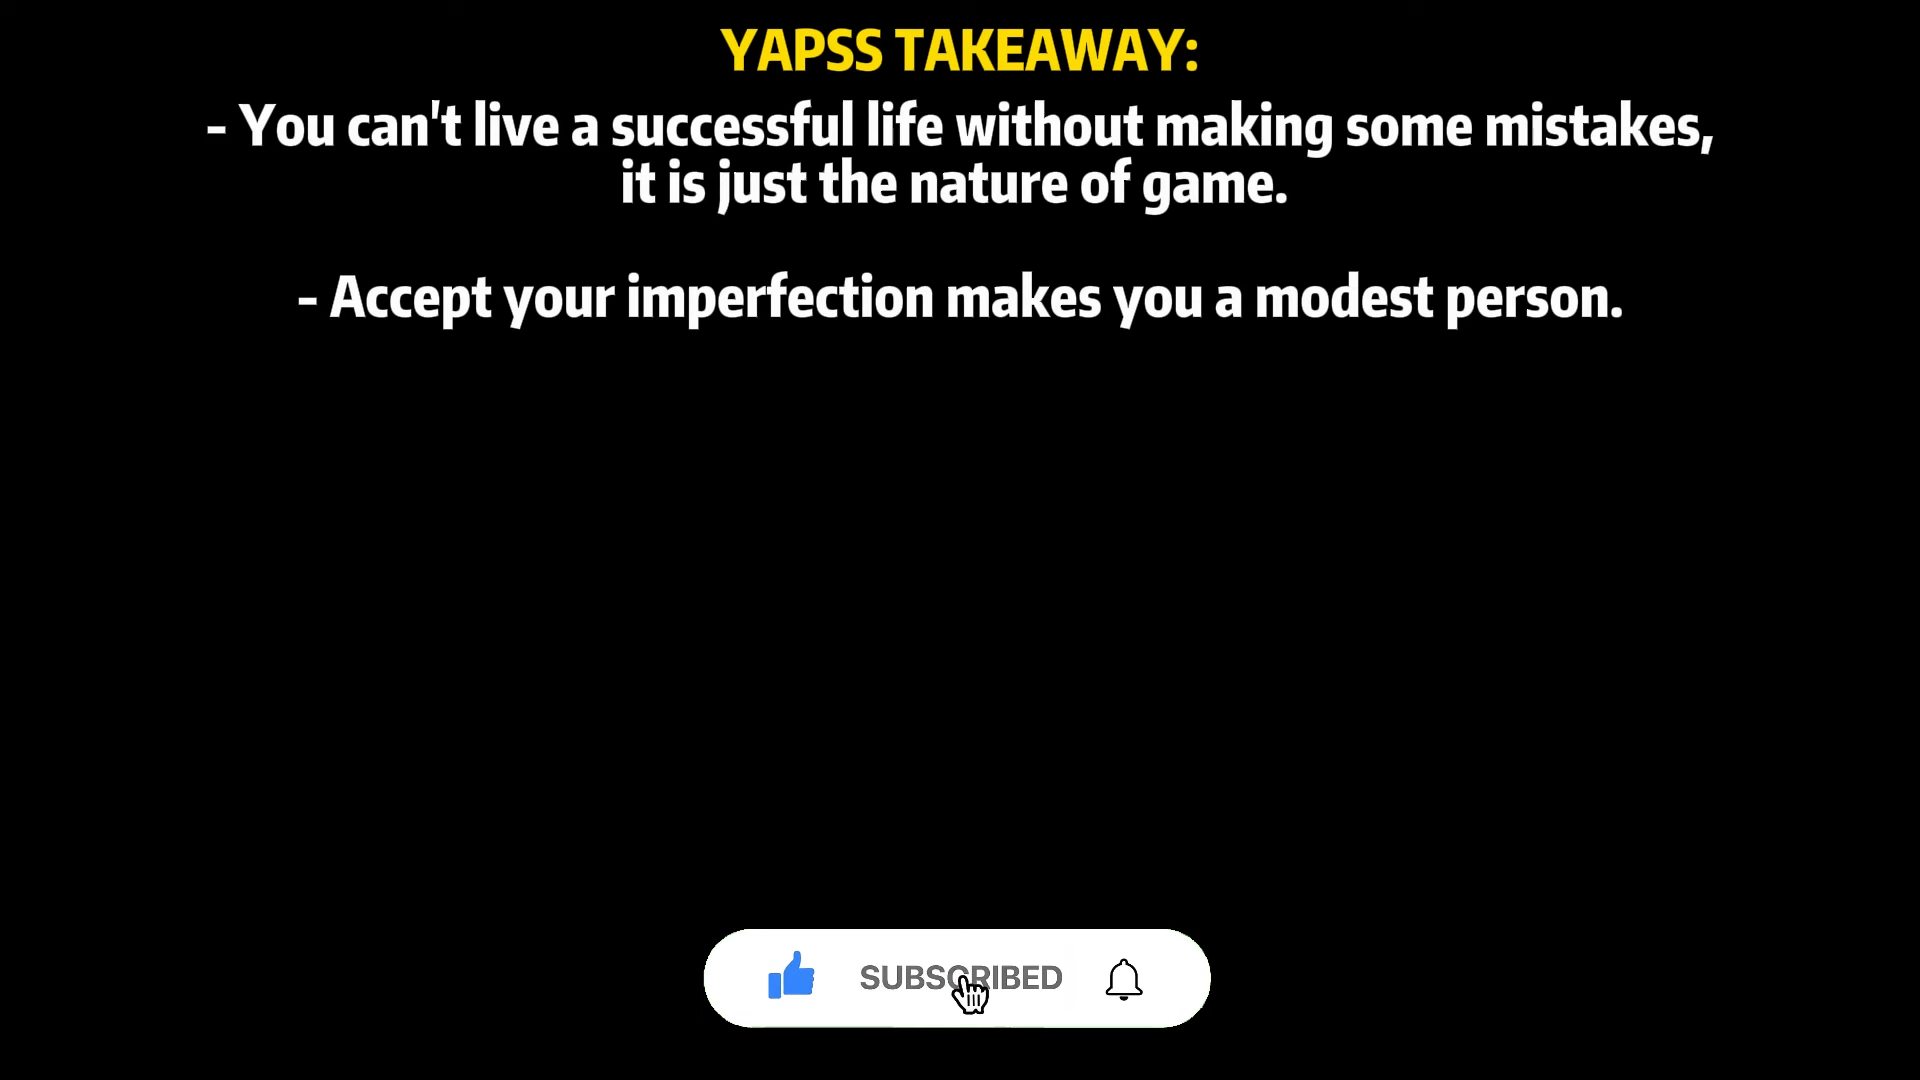 YAPSS TAKEAWAY:
- You can't live a successful life without making some mistakes,
it is just the nature of game.
- Accept your imperfection makes you a modest person.
SUBSCRIBED